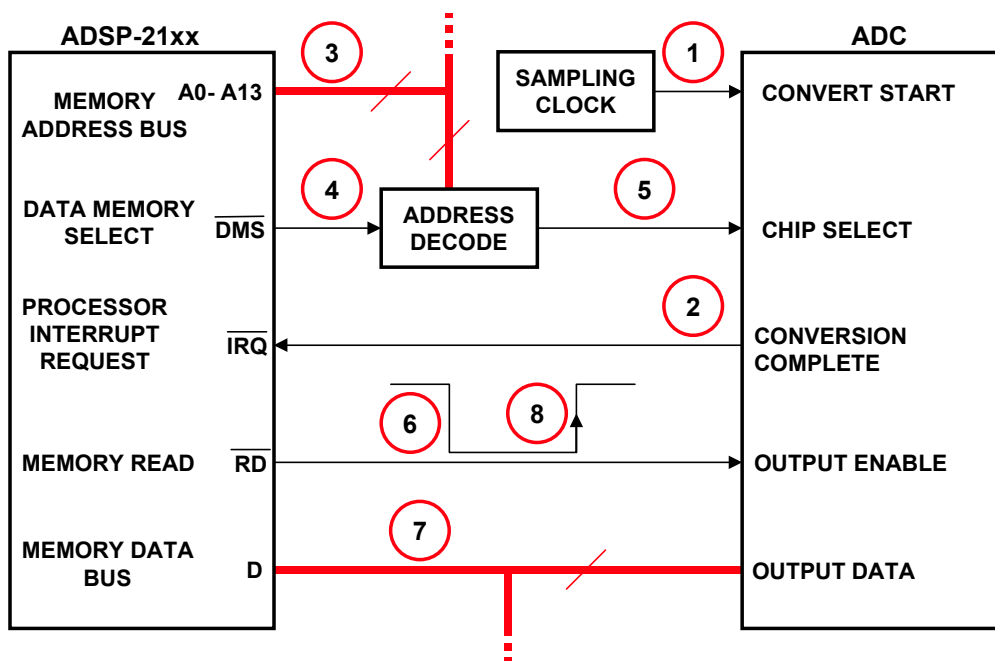 ADSP-21xx
ADC
3
1
SAMPLING
CLOCK
MEMORY
ADDRESS BUS
A0- A13
CONVERT START
4
5
DATA MEMORY
SELECT
DMS
ADDRESS
DECODE
CHIP SELECT
2
PROCESSOR
INTERRUPT
REQUEST
IRQ
CONVERSION
COMPLETE
6
8
MEMORY READ
RD
OUTPUT ENABLE
7
MEMORY DATA
BUS
D
OUTPUT DATA